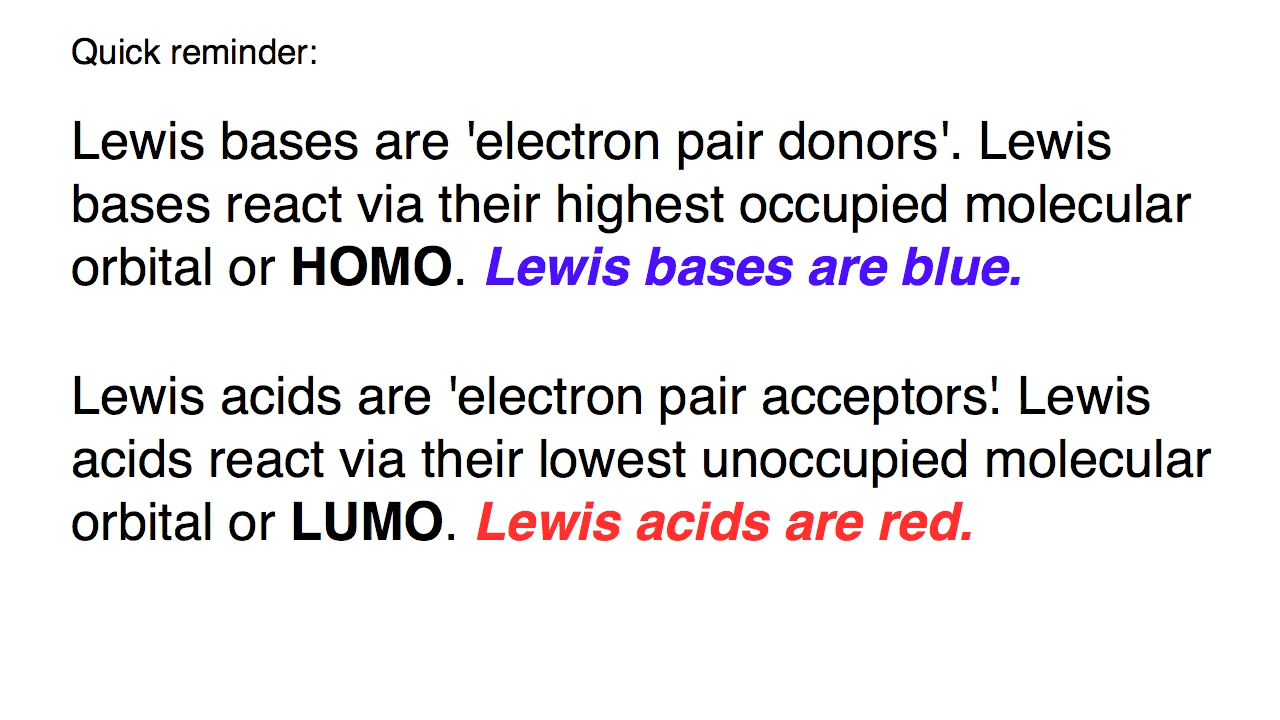 Quick reminder:
Lewis bases are 'electron pair donors'. Lewis
bases react via their highest occupied molecular
orbital or HOMO. Lewis bases are blue.
Lewis acids are 'electron pair acceptors'. Lewis
acids react via their lowest unoccupied molecular
orbital or LUMO. Lewis acids are red.